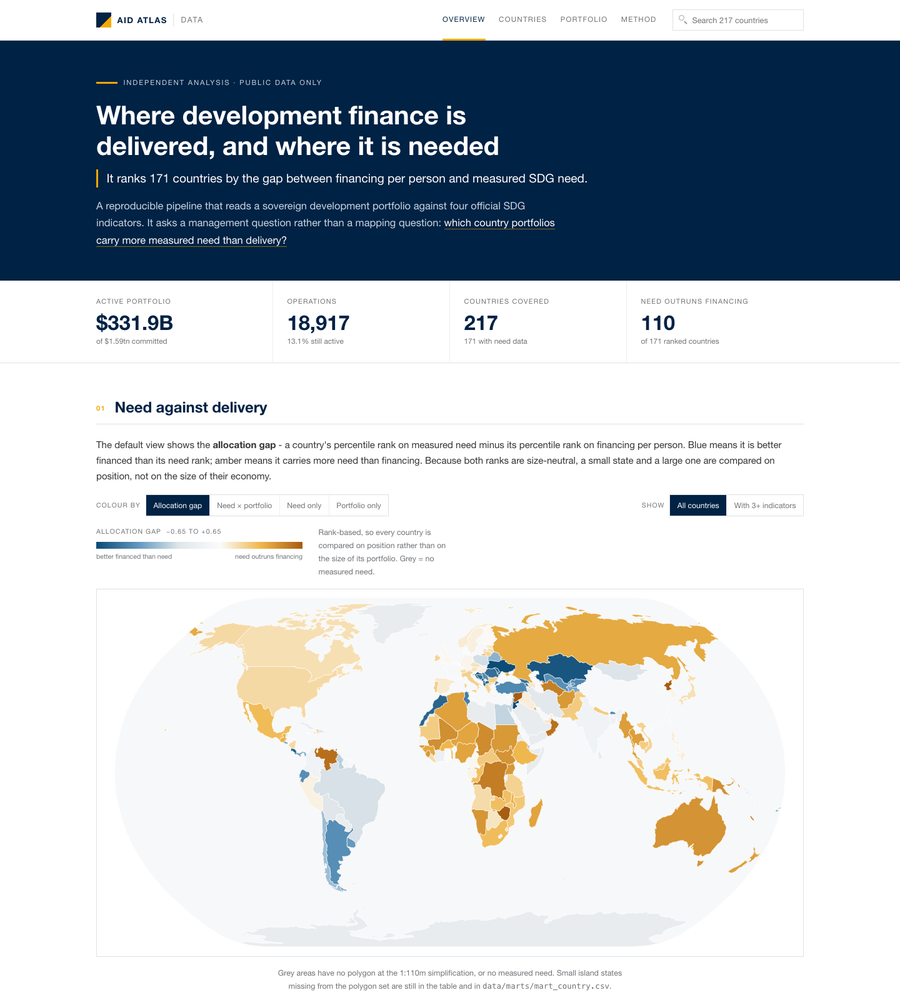 AID ATLAS DATA
OVERVIEW COUNTRIES PORTFOLIO METHOD Search 217 countries
INDEPENDENT ANALYSIS · PUBLIC DATA ONLY
Where development finance is
delivered, and where it is needed
It ranks 171 countries by the gap between financing per person and measured SDG need.
A reproducible pipeline that reads a sovereign development portfolio against four official SDG
indicators. It asks a management question rather than a mapping question: which country portfolios
carry more measured need than delivery?
ACTIVE PORTFOLIO
$331.9B
of $1.59tn committed
OPERATIONS
18,917
13.1% still active
COUNTRIES COVERED
217
171 with need data
NEED OUTRUNS FINANCING
110
of 171 ranked countries
01 Need against delivery
The default view shows the allocation gap - a country's percentile rank on measured need minus its percentile rank on financing per person. Blue means it is better
financed than its need rank; amber means it carries more need than financing. Because both ranks are size-neutral, a small state and a large one are compared on
position, not on the size of their economy.
COLOUR BY Allocation gap Need × portfolio Need only Portfolio only SHOW All countries With 3+ indicators
ALLOCATION GAP −0.65 TO +0.65
better financed than need need outruns financing
Rank-based, so every country is
compared on position rather than on
the size of its portfolio. Grey = no
measured need.
Grey areas have no polygon at the 1:110m simplification, or no measured need. Small island states
missing from the polygon set are still in the table and in data/marts/mart_country.csv.